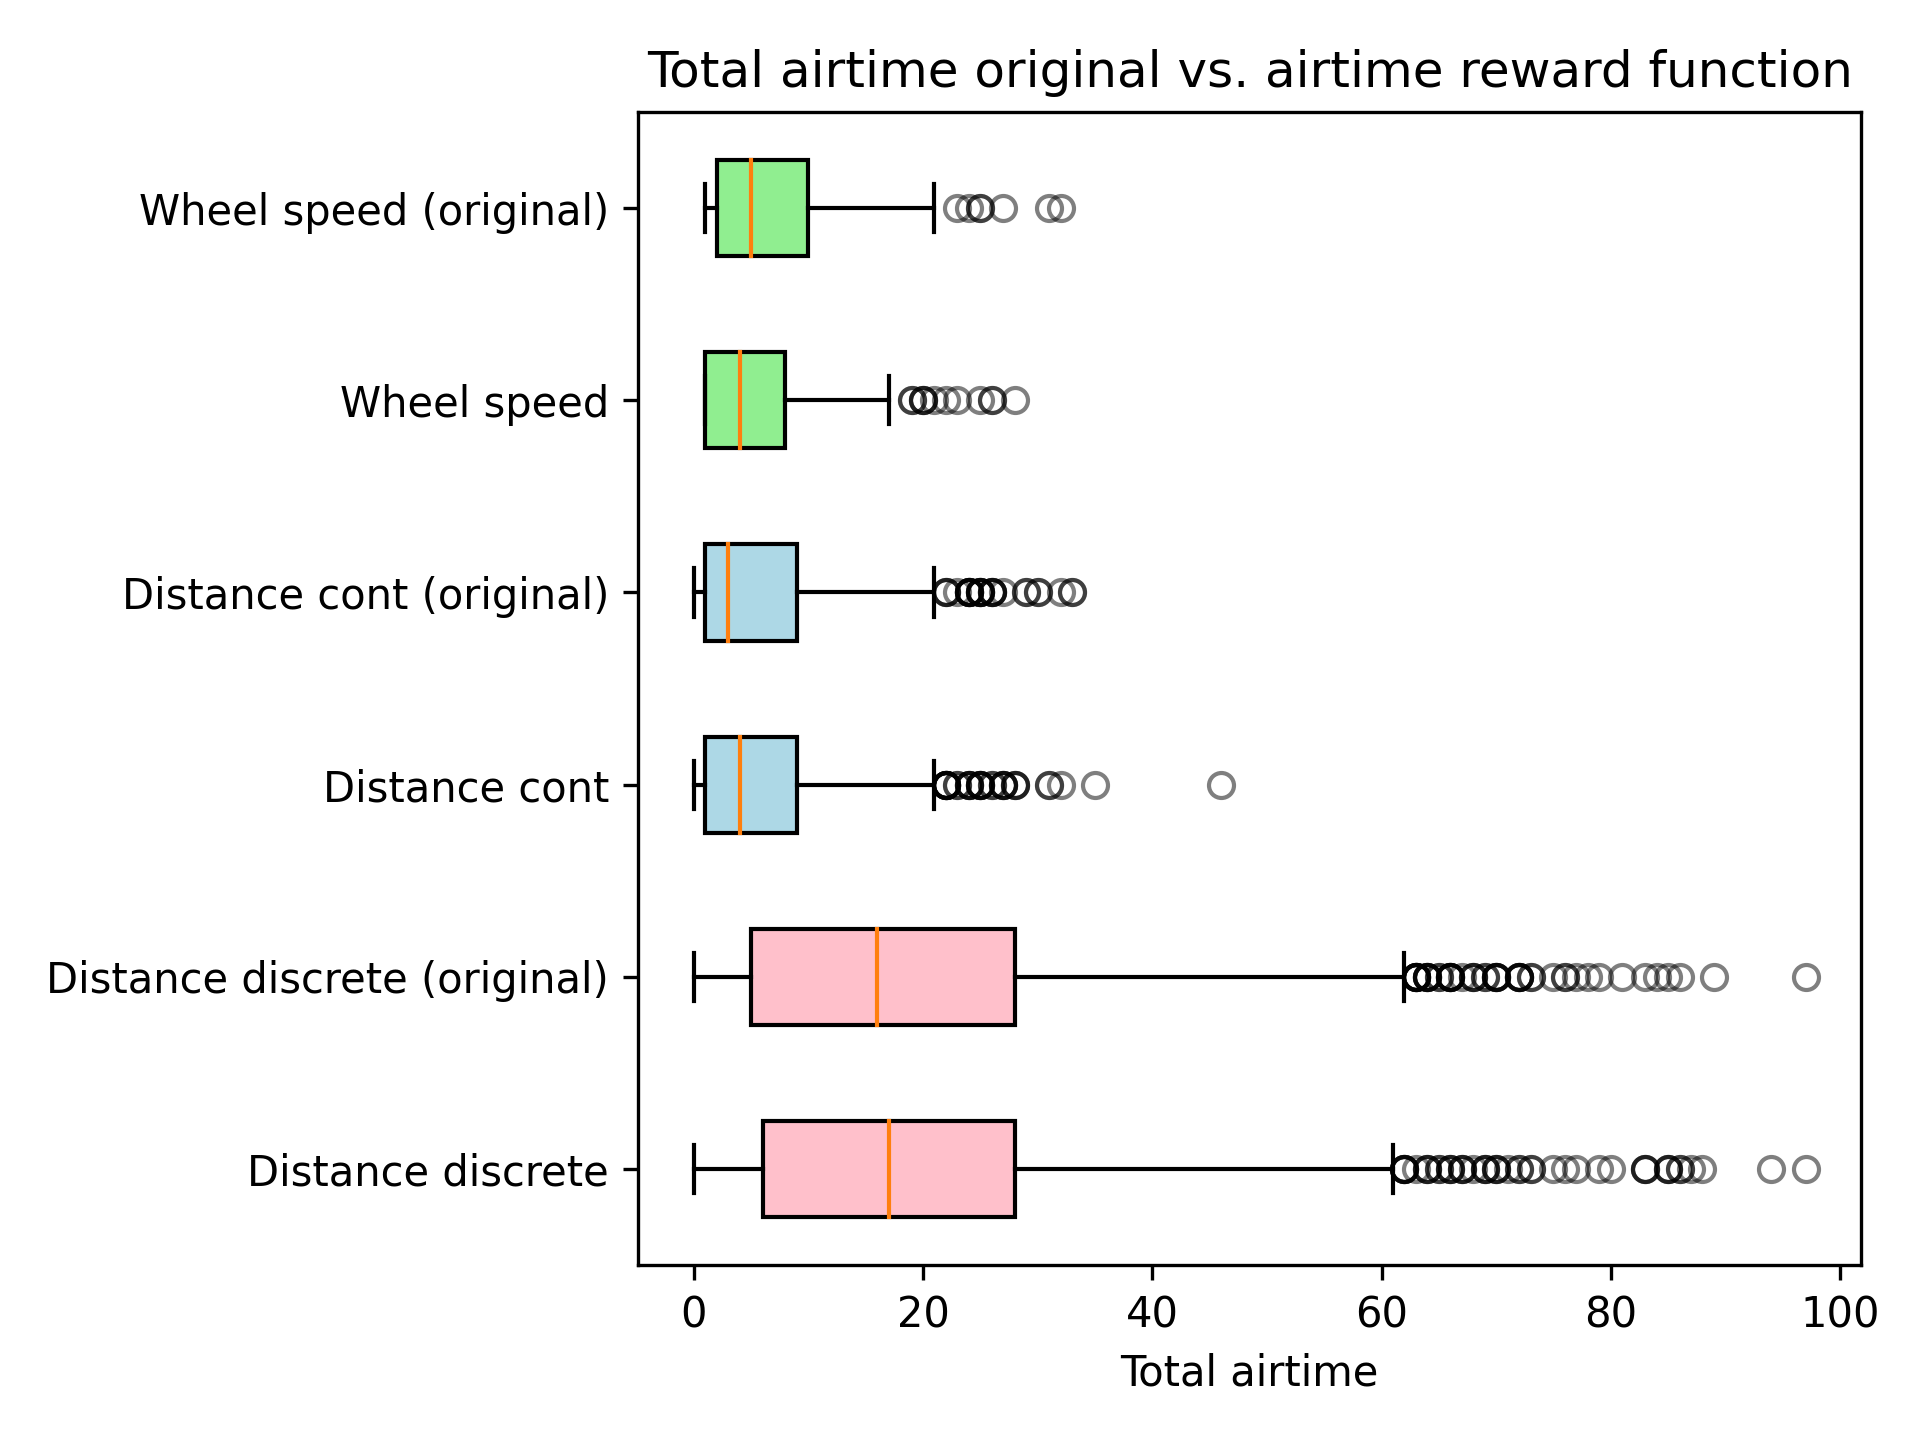 Total airtime original vs. airtime reward function
Wheel speed (original)
Wheel speed
Distance cont (original)
Distance cont
Distance discrete (original)
Distance discrete
0 20 40 60 80 100
Total airtime